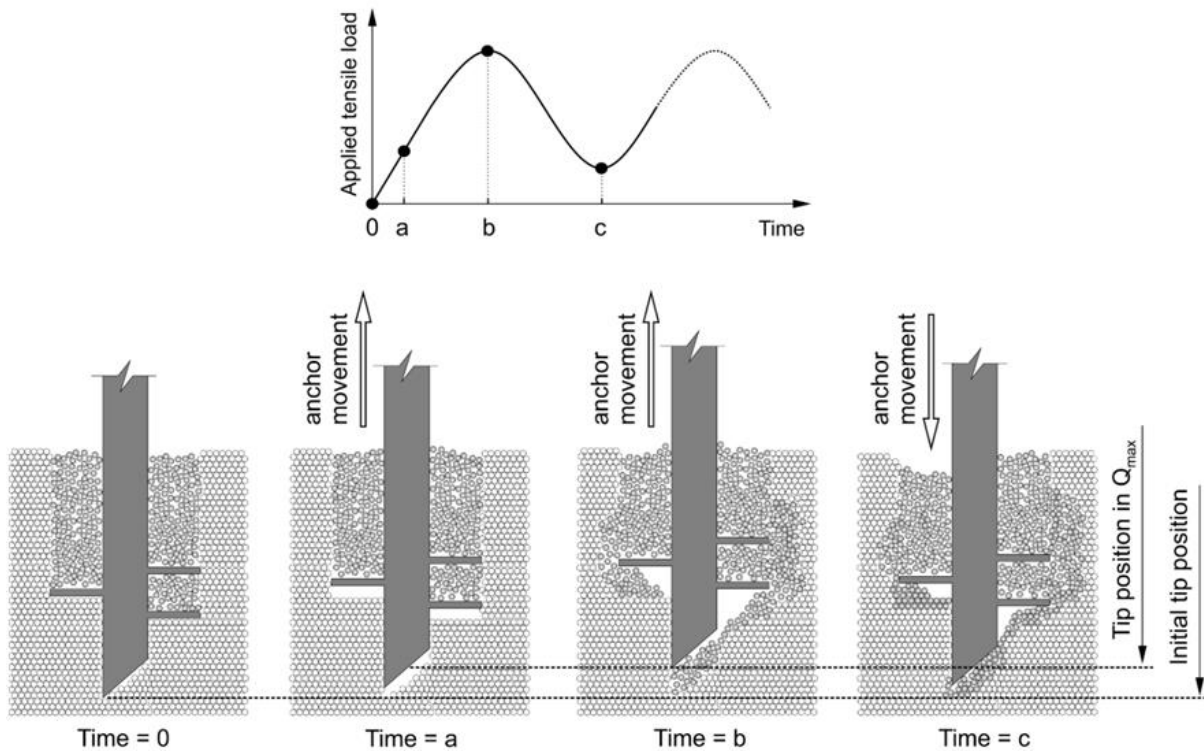 Applied tensile load
0 a b c Time
anchor
movement
anchor
movement
anchor
movement
Tip position in Qmax
Initial tip position
Time = 0 Time = a Time = b Time = c